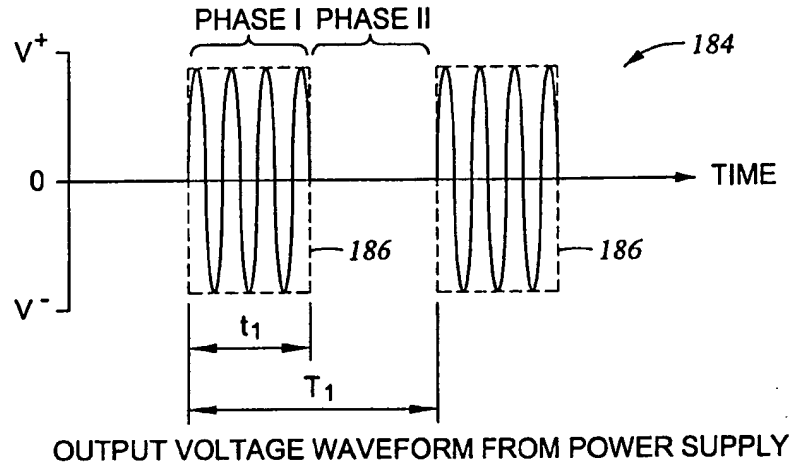 PHASE I PHASE II
V+
184
0
TIME
186
186
V-
t1
T1
OUTPUT VOLTAGE WAVEFORM FROM POWER SUPPLY